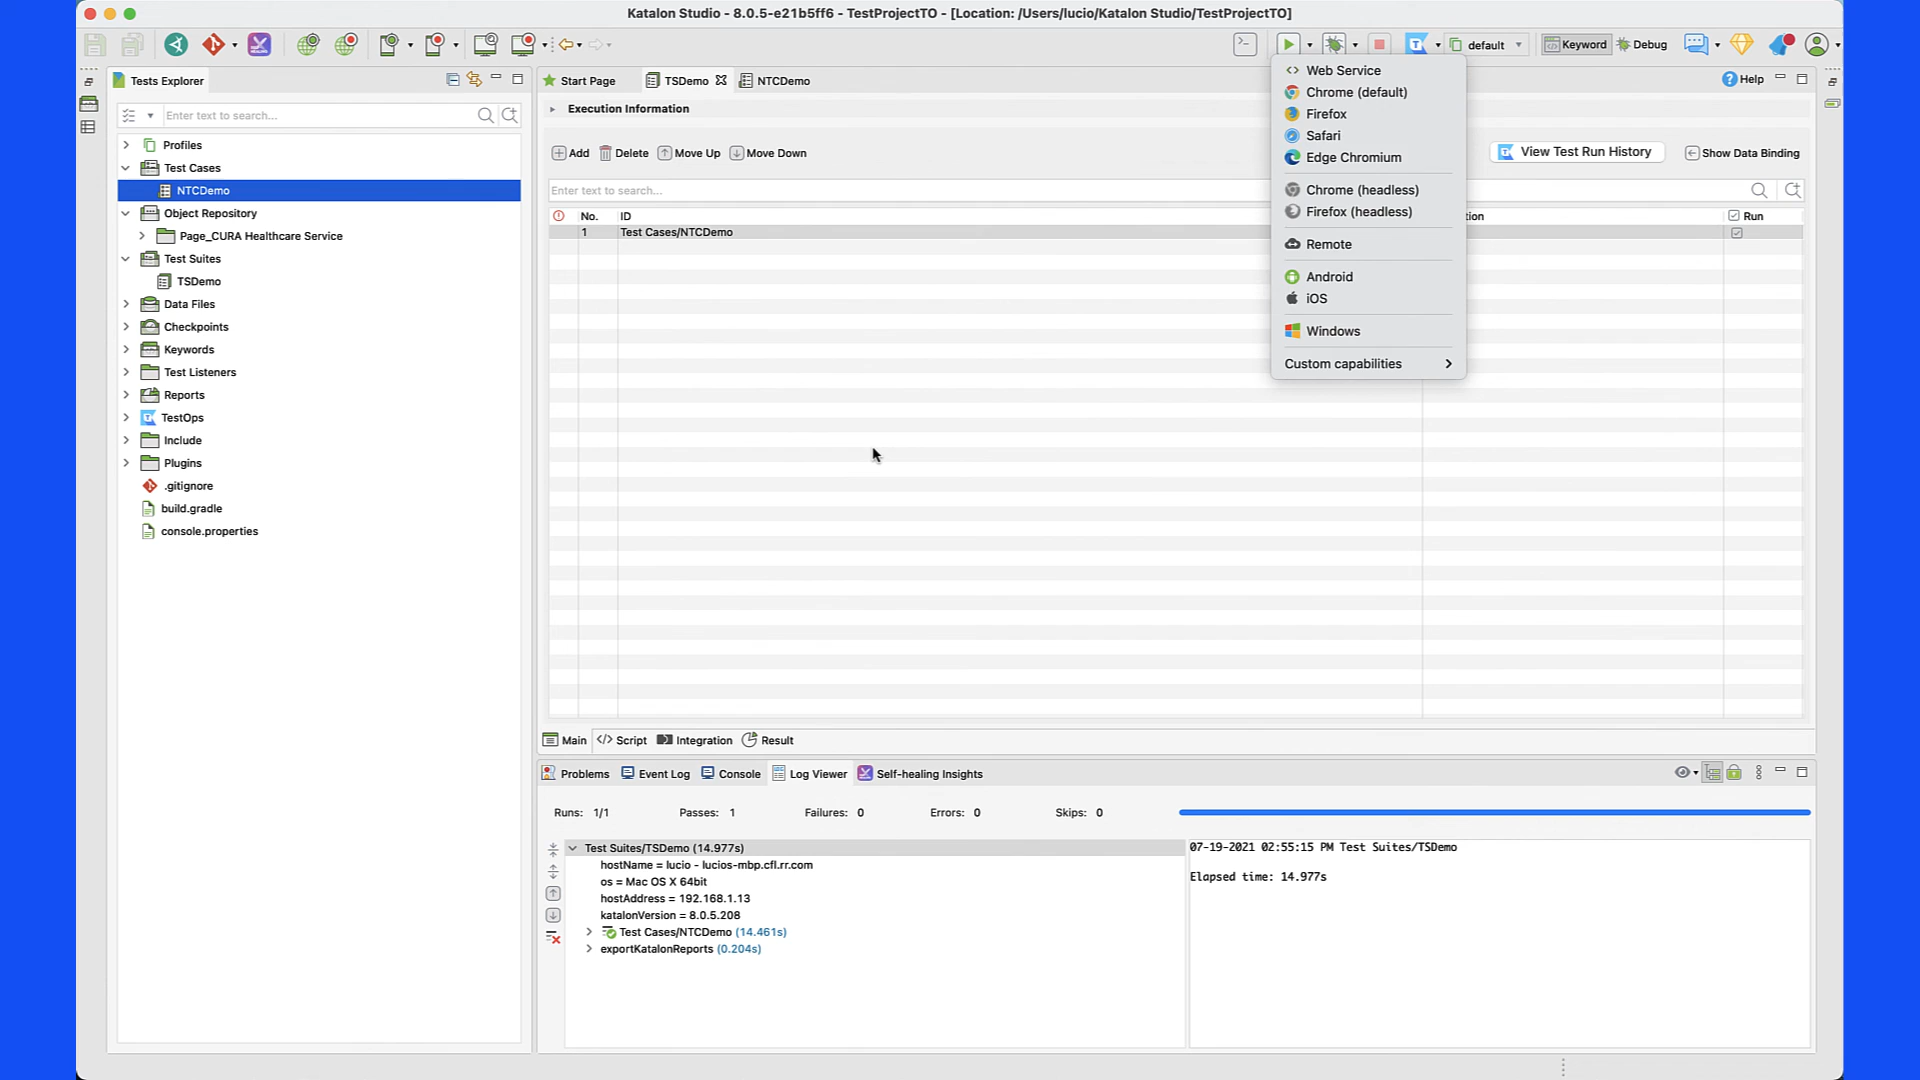 Katalon Studio - 8.0.5-e21b5ff6 - TestProjectTO - [Location: /Users/lucio/Katalon Studio/TestProjectTO]
default
Keyword
Debug
Tests Explorer
Enter text to search...
Profiles
Test Cases
NTCDemo
Object Repository
Page_CURA Healthcare Service
Test Suites
TSDemo
Data Files
Checkpoints
Keywords
Test Listeners
Reports
TestOps
Include
Plugins
.gitignore
build.gradle
console.properties
Start Page
TSDemo
NTCDemo
Help
Execution Information
Add
Delete
Move Up
Move Down
View Test Run History
Show Data Binding
Enter text to search...
No.
ID
tion
Run
1
Test Cases/NTCDemo
Web Service
Chrome (default)
Firefox
Safari
Edge Chromium
Chrome (headless)
Firefox (headless)
Remote
Android
iOS
Windows
Custom capabilities
Main
Script
Integration
Result
Problems
Event Log
Console
Log Viewer
Self-healing Insights
Runs: 1/1
Passes: 1
Failures: 0
Errors: 0
Skips: 0
Test Suites/TSDemo (14.977s)
hostName = lucio - lucios-mbp.cfl.rr.com
os = Mac OS X 64bit
hostAddress = 192.168.1.13
katalonVersion = 8.0.5.208
Test Cases/NTCDemo (14.461s)
exportKatalonReports (0.204s)
07-19-2021 02:55:15 PM Test Suites/TSDemo
Elapsed time: 14.977s